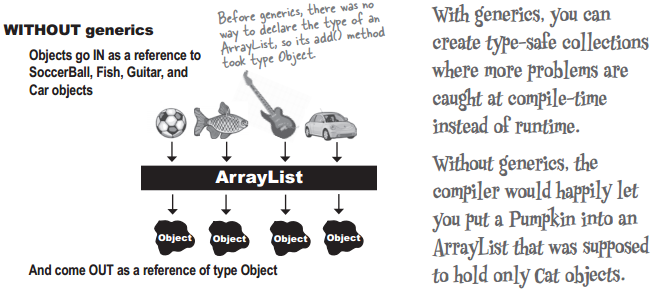 WITHOUT generics
Objects go IN as a reference to
SoccerBall, Fish, Guitar, and
Car objects
Before generics, there was no
way to declare the type of an
ArrayList, so its add() method
took type Object.
ArrayList
Object
Object
Object
Object
And come OUT as a reference of type Object
With generics, you can
create type-safe collections
where more problems are
caught at compile-time
instead of runtime.
Without generics, the
compiler would happily let
you put a Pumpkin into an
ArrayList that was supposed
to hold only Cat objects.